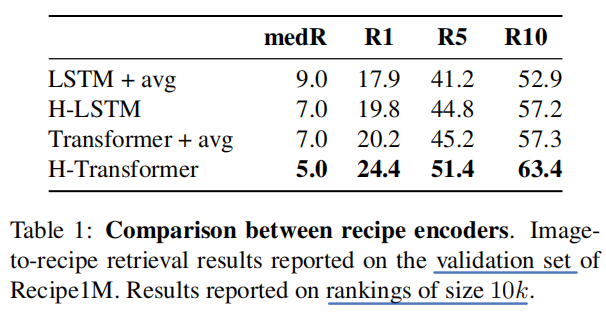 medR R1 R5 R10
LSTM + avg 9.0 17.9 41.2 52.9
H-LSTM 7.0 19.8 44.8 57.2
Transformer + avg 7.0 20.2 45.2 57.3
H-Transformer 5.0 24.4 51.4 63.4
Table 1: Comparison between recipe encoders. Image-
to-recipe retrieval results reported on the validation set of
Recipe1M. Results reported on rankings of size 10k.